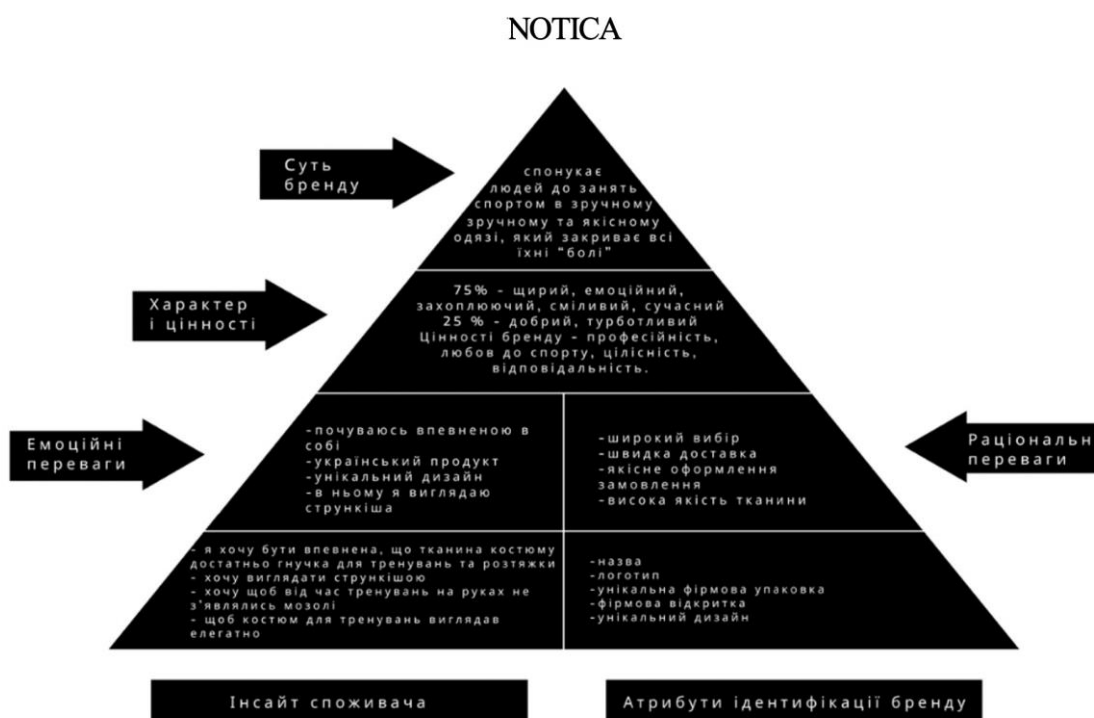 NOTICA
Суть
бренду
спонукає
людей до занять
спортом в зручному
зручному та якісному
одязі, який закриває всі
їхні “болі”
Характер
і цінності
75% - щирий, емоційний,
захоплюючий, сміливий, сучасний
25 % - добрий, турботливий
Цінності бренду - професійність,
любов до спорту, цілісність,
відповідальність.
Емоційні
переваги
-почуваюсь впевненою в
собі
-український продукт
-унікальний дизайн
-в ньому я виглядаю
стрункіша
-широкий вибір
-швидка доставка
-якісне оформлення
замовлення
-висока якість тканини
Раціональн
переваги
- я хочу бути впевнена, що тканина костюму
достатньо гнучка для тренувань та розтяжки
- хочу виглядати стрункішою
- хочу щоб від час тренувань на руках не
з'являлись мозолі
- щоб костюм для тренувань виглядав
елегатно
-назва
-логотип
-унікальна фірмова упаковка
-фірмова відкритка
-унікальний дизайн
Інсайт споживача
Атрибути ідентифікації бренду